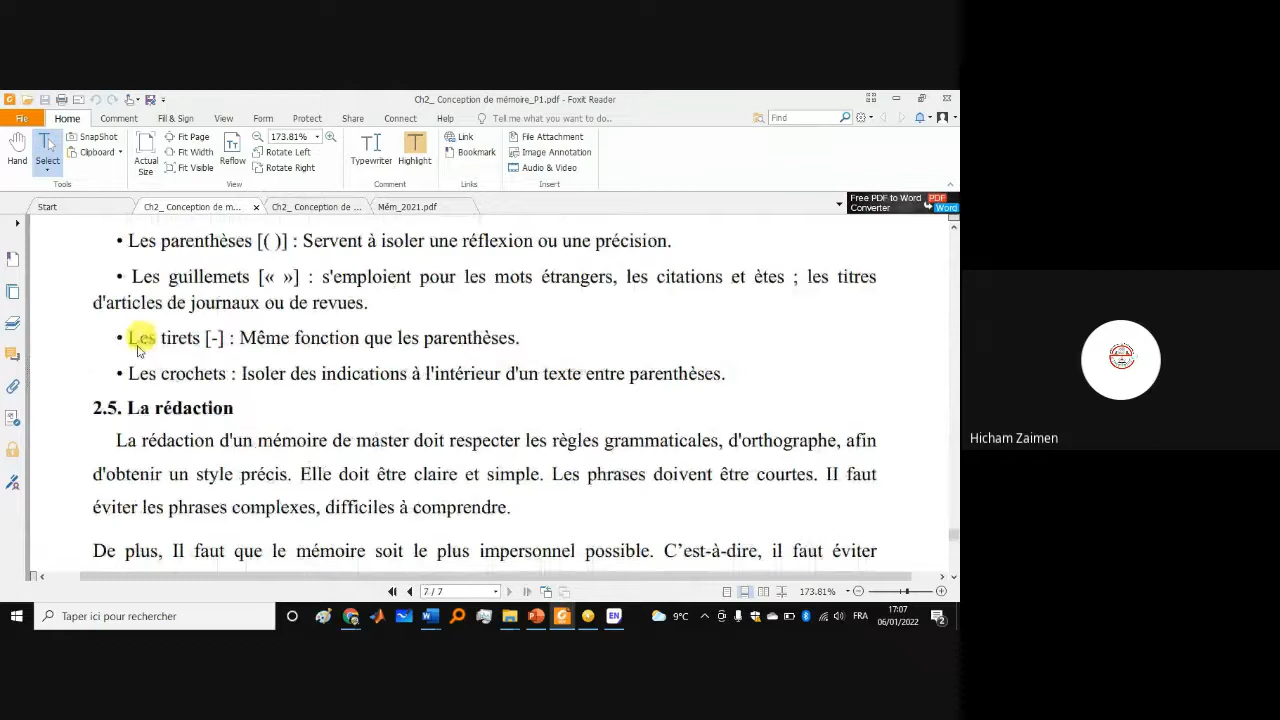 Ch2_ Conception de mémoire_P1.pdf - Foxit Reader
File Home Comment Fill & Sign View Form Protect Share Connect Help Tell me what you want to do.. Find
Hand Select SnapShot Clipboard Actual Size Fit Page Fit Width Fit Visible Reflow 173.81% Rotate Left Rotate Right Typewriter Highlight Link Bookmark File Attachment Image Annotation Audio & Video
Tools View Comment Links Insert
Start Ch2_ Conception de m... Ch2_ Conception de ... Mém_2021.pdf Free PDF to Word Converter PDF Word
• Les parenthèses [( )] : Servent à isoler une réflexion ou une précision.
• Les guillemets [« »] : s'emploient pour les mots étrangers, les citations et ètes ; les titres
d'articles de journaux ou de revues.
• Les tirets [-] : Même fonction que les parenthèses.
• Les crochets : Isoler des indications à l'intérieur d'un texte entre parenthèses.
2.5. La rédaction
La rédaction d'un mémoire de master doit respecter les règles grammaticales, d'orthographe, afin
d'obtenir un style précis. Elle doit être claire et simple. Les phrases doivent être courtes. Il faut
éviter les phrases complexes, difficiles à comprendre.
De plus, Il faut que le mémoire soit le plus impersonnel possible. C'est-à-dire, il faut éviter
Hicham Zaimen
7 / 7 173.81%
Taper ici pour rechercher EN 9°C FRA 17:07
06/01/2022 2